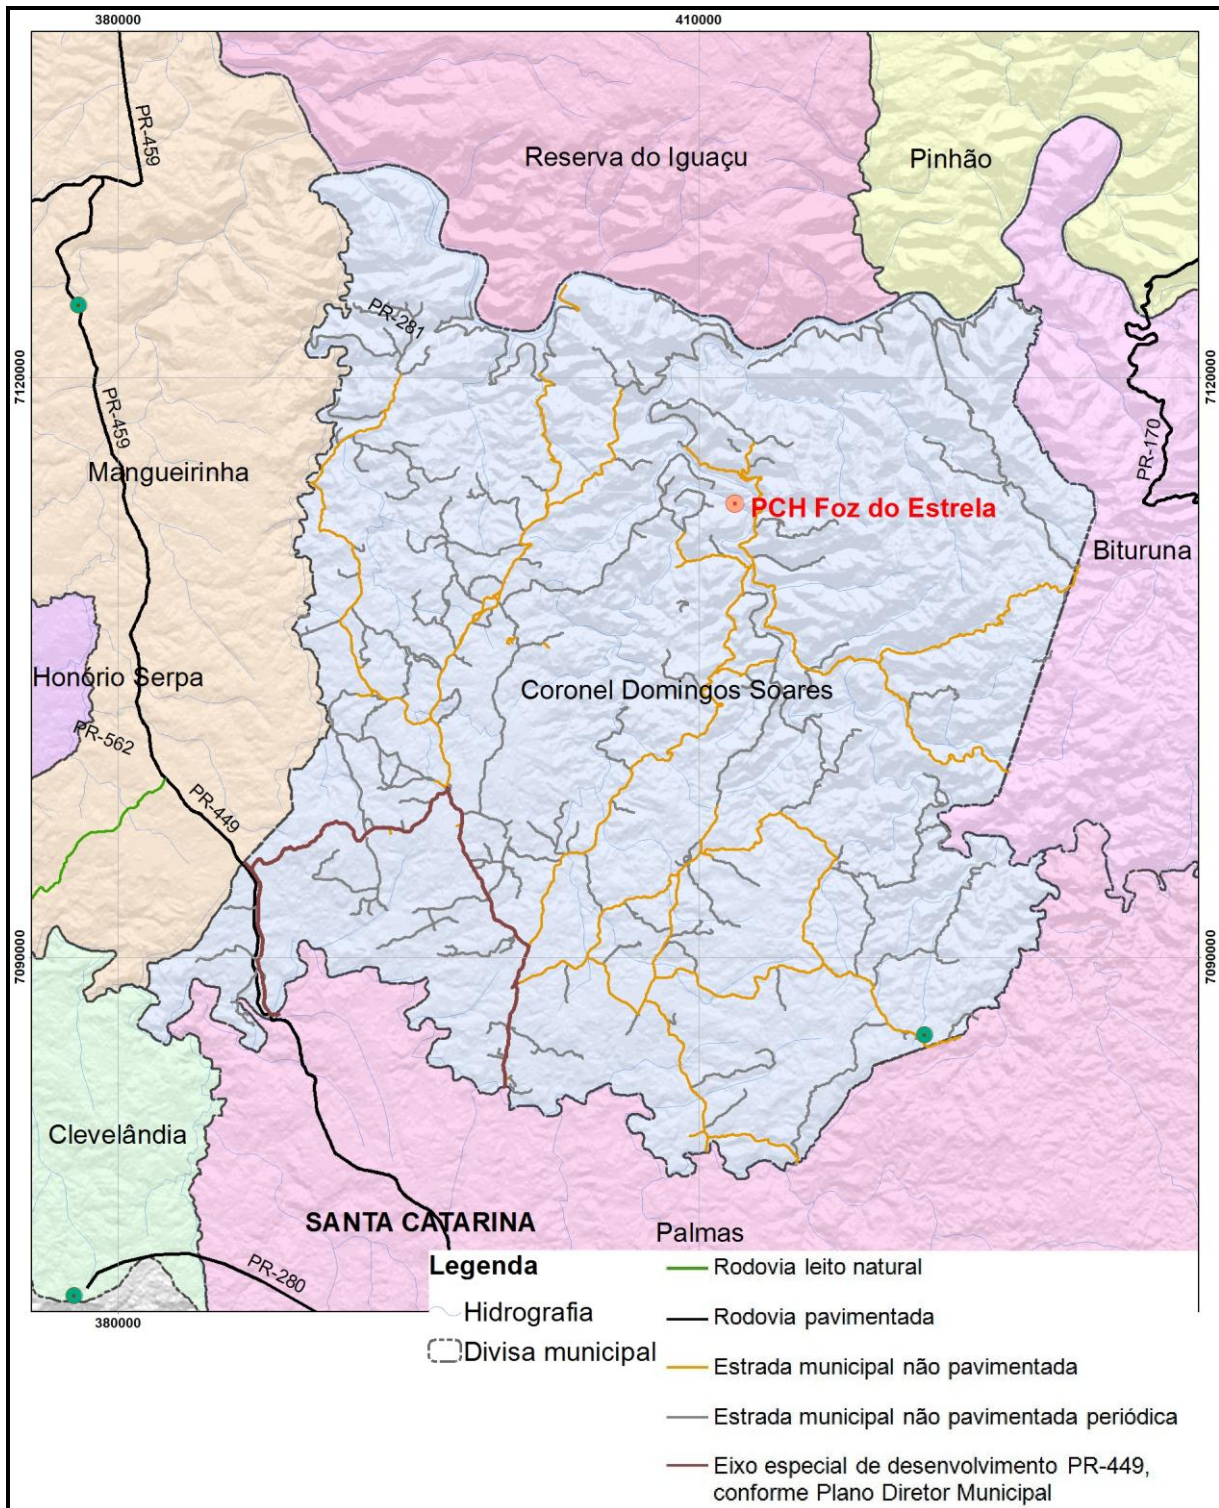 380000
410000
PR-459
Reserva do Iguaçu
Pinhão
PR-281
7120000
7120000
PR-459
PR-170
Mangueirinha
PCH Foz do Estrela
Bituruna
Honório Serpa
Coronel Domingos Soares
PR-562
PR-449
7090000
7090000
Clevelândia
SANTA CATARINA
Palmas
PR-280
380000
Legenda
Hidrografia
Divisa municipal
Rodovia leito natural
Rodovia pavimentada
Estrada municipal não pavimentada
Estrada municipal não pavimentada periódica
Eixo especial de desenvolvimento PR-449,
conforme Plano Diretor Municipal